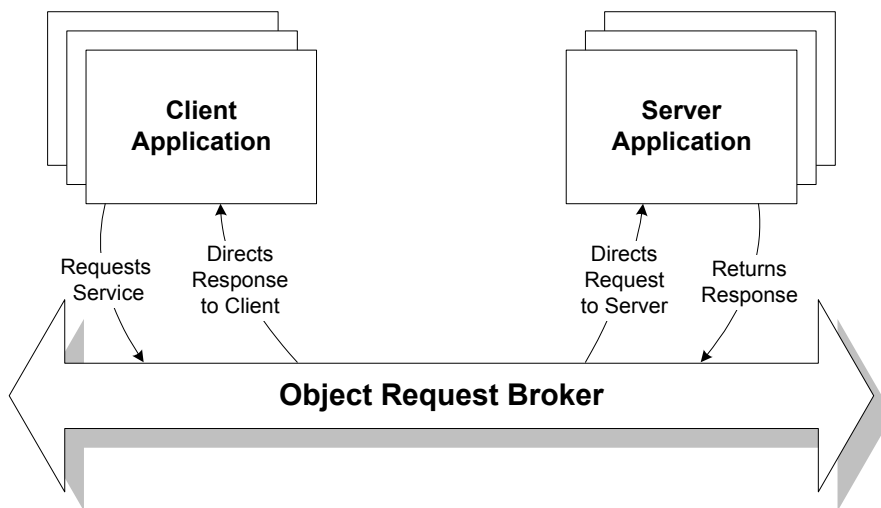 Client
Application
Server
Application
Requests
Service
Directs
Response
to Client
Directs
Request
to Server
Returns
Response
Object Request Broker